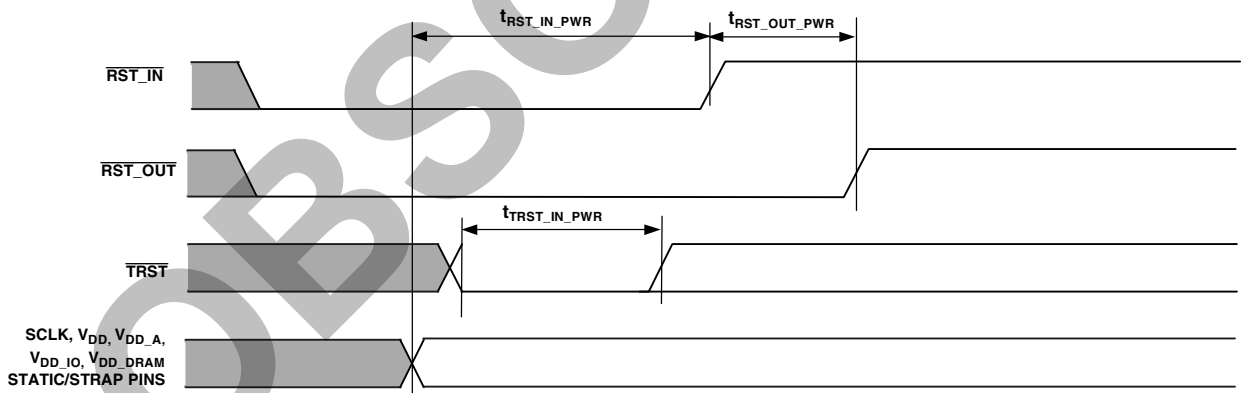 tRST_IN_PWR
tRST_OUT_PWR
RST_IN
RST_OUT
tTRST_IN_PWR
TRST
SCLK, VDD, VDD_A,
VDD_IO, VDD_DRAM
STATIC/STRAP PINS
OBSO